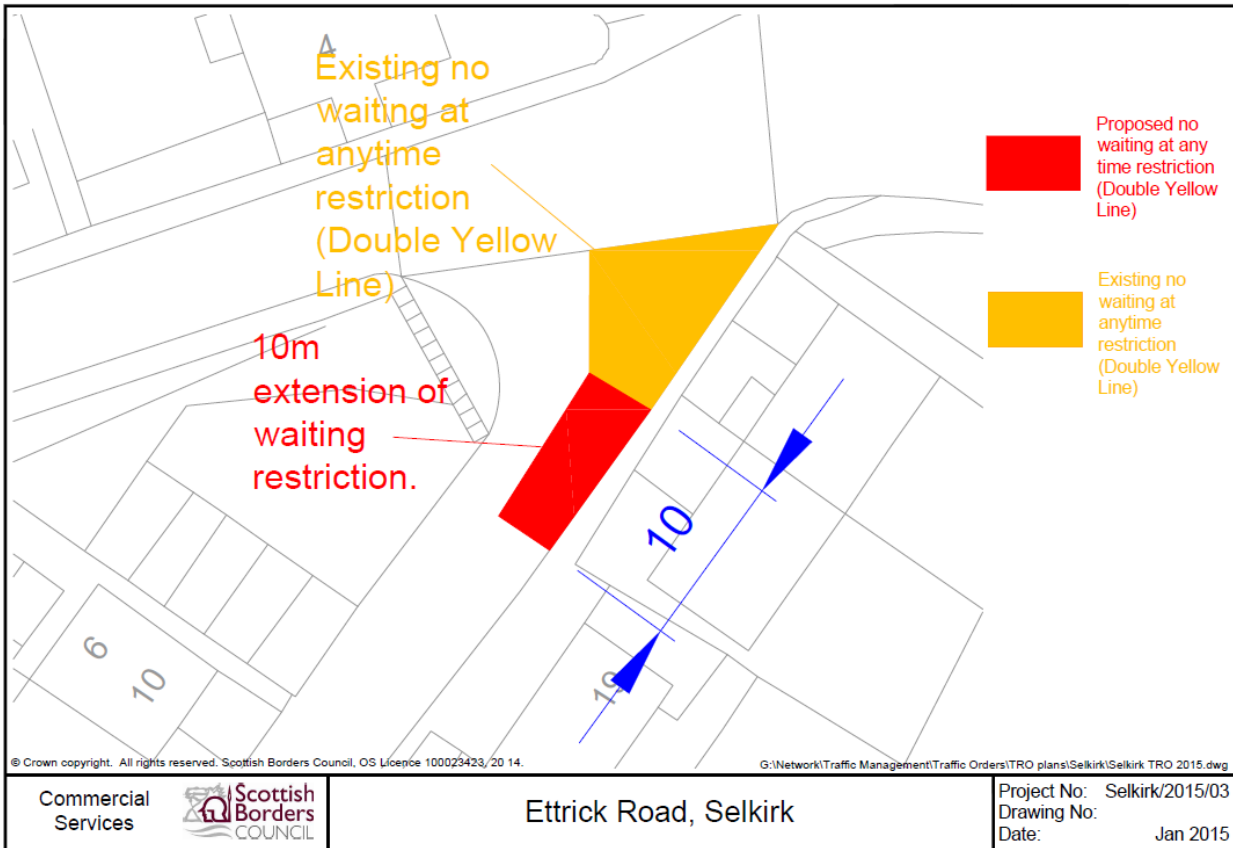 4
Existing no
waiting at
anytime
restriction
(Double Yellow
Line)
10m
extension of
waiting
restriction.
10
6
10
19
Proposed no
waiting at any
time restriction
(Double Yellow
Line)
Existing no
waiting at
anytime
restriction
(Double Yellow
Line)
© Crown copyright. All rights reserved. Scottish Borders Council, OS Licence 100023423, 20 14.
G:\Network\Traffic Management\Traffic Orders\TRO plans\Selkirk\Selkirk TRO 2015.dwg
Commercial
Services
Scottish
Borders
COUNCIL
Ettrick Road, Selkirk
Project No: Selkirk/2015/03
Drawing No:
Date: Jan 2015